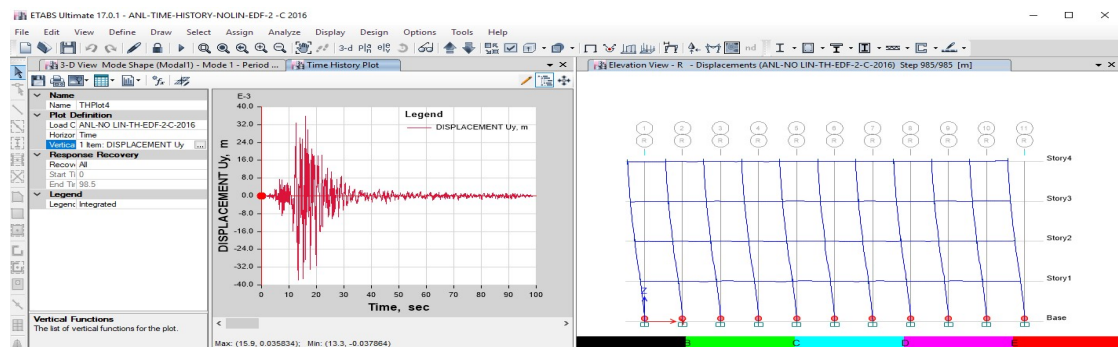 ETABS Ultimate 17.0.1 - ANL-TIME-HISTORY-NOLIN-EDF-2 -C 2016
File Edit View Define Draw Select Assign Analyze Display Design Options Tools Help
3-d
nd
3-D View Mode Shape (Modal1) - Mode 1 - Period ...
Time History Plot
Elevation View - R - Displacements (ANL-NO LIN-TH-EDF-2-C-2016) Step 985/985 [m]
Name
Name THPlot4
Plot Definition
Load C ANL-NO LIN-TH-EDF-2-C-2016
Horizor Time
Vertica 1 Item: DISPLACEMENT Uy ...
Response Recovery
Recov All
Start Ti 0
End Ti 98.5
Legend
Legenc Integrated
Vertical Functions
The list of vertical functions for the plot.
E-3
40.0
32.0
24.0
16.0
8.0
0.0
-8.0
-16.0
-24.0
-32.0
-40.0
DISPLACEMENT Uy, m
Legend
DISPLACEMENT Uy, m
0 10 20 30 40 50 60 70 80 90 100
Time, sec
Max: (15.9, 0.035834); Min: (13.3, -0.037864)
1 2 3 4 5 6 7 8 9 10 11
R R R R R R R R R R R
Story4
Story3
Story2
Story1
Base
Z
B C D E